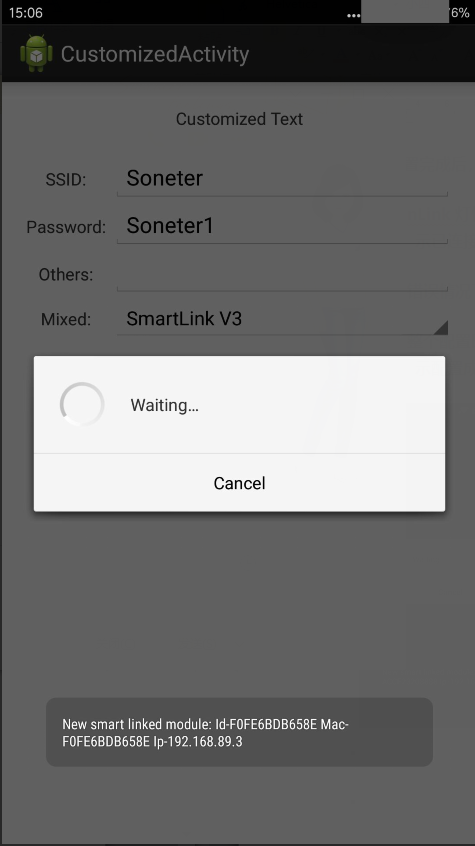 15:06
... 6%
CustomizedActivity
Customized Text
SSID: Soneter
Password: Soneter1
Others:
Mixed: SmartLink V3
Waiting...
Cancel
New smart linked module: Id-F0FE6BDB658E Mac-
F0FE6BDB658E Ip-192.168.89.3